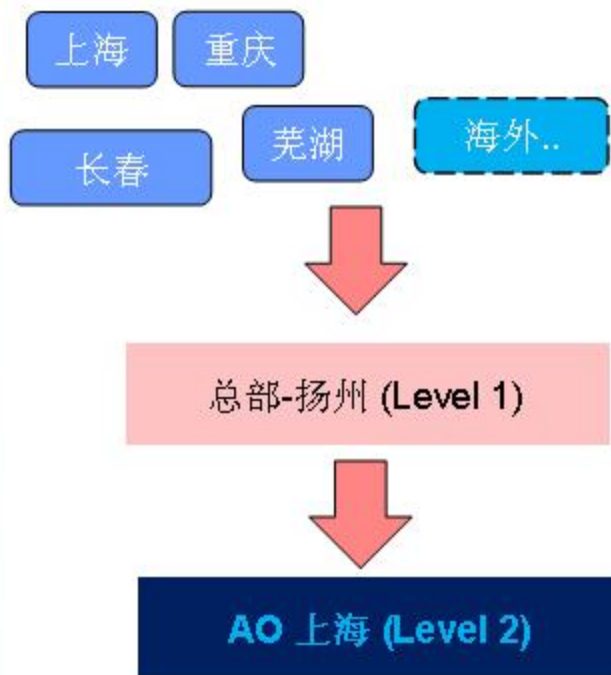 上海
重庆
长春
芜湖
海外..
总部-扬州 (Level 1)
AO 上海 (Level 2)